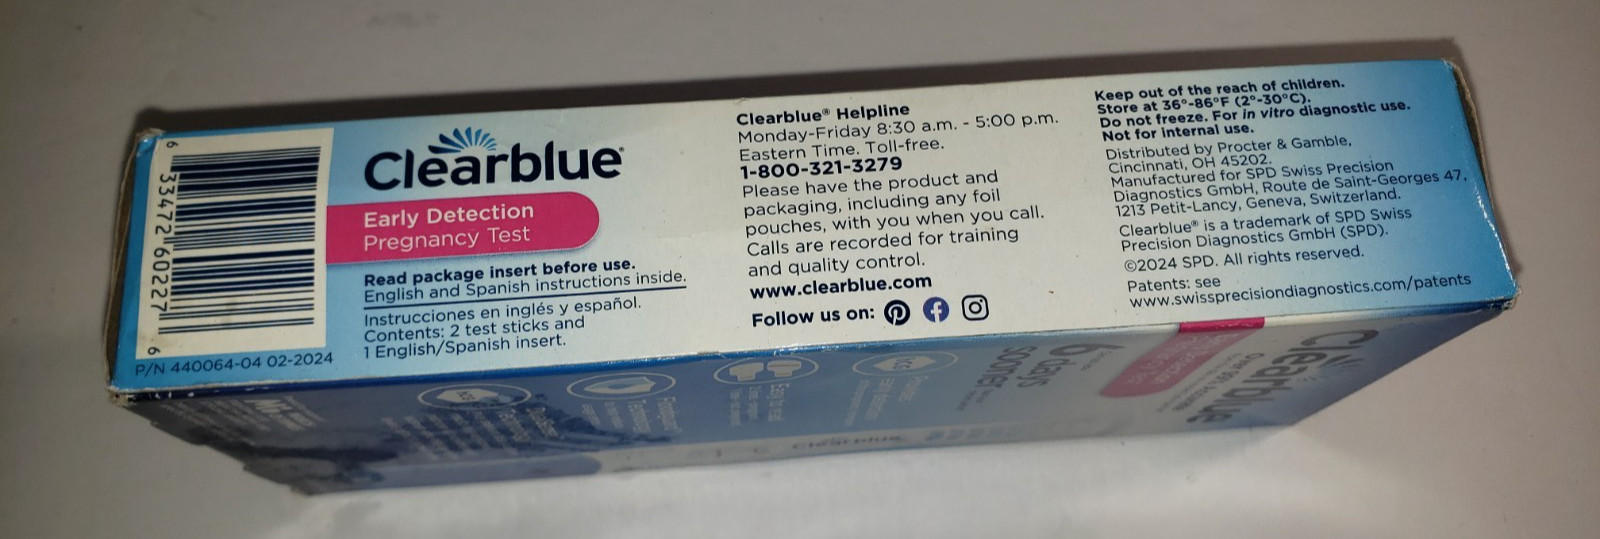 6 33472 60227 6
P/N 440064-04 02-2024
Clearblue®
Early Detection
Pregnancy Test
Read package insert before use.
English and Spanish instructions inside.
Instrucciones en inglés y español.
Contents: 2 test sticks and
1 English/Spanish insert.
Clearblue® Helpline
Monday-Friday 8:30 a.m. - 5:00 p.m.
Eastern Time. Toll-free.
1-800-321-3279
Please have the product and
packaging, including any foil
pouches, with you when you call.
Calls are recorded for training
and quality control.
www.clearblue.com
Follow us on:
Keep out of the reach of children.
Store at 36°-86°F (2°-30°C).
Do not freeze. For in vitro diagnostic use.
Not for internal use.
Distributed by Procter & Gamble,
Cincinnati, OH 45202.
Manufactured for SPD Swiss Precision
Diagnostics GmbH, Route de Saint-Georges 47,
1213 Petit-Lancy, Geneva, Switzerland.
Clearblue® is a trademark of SPD Swiss
Precision Diagnostics GmbH (SPD).
©2024 SPD. All rights reserved.
Patents: see
www.swissprecisiondiagnostics.com/patents
Clearblue
6 days
sooner